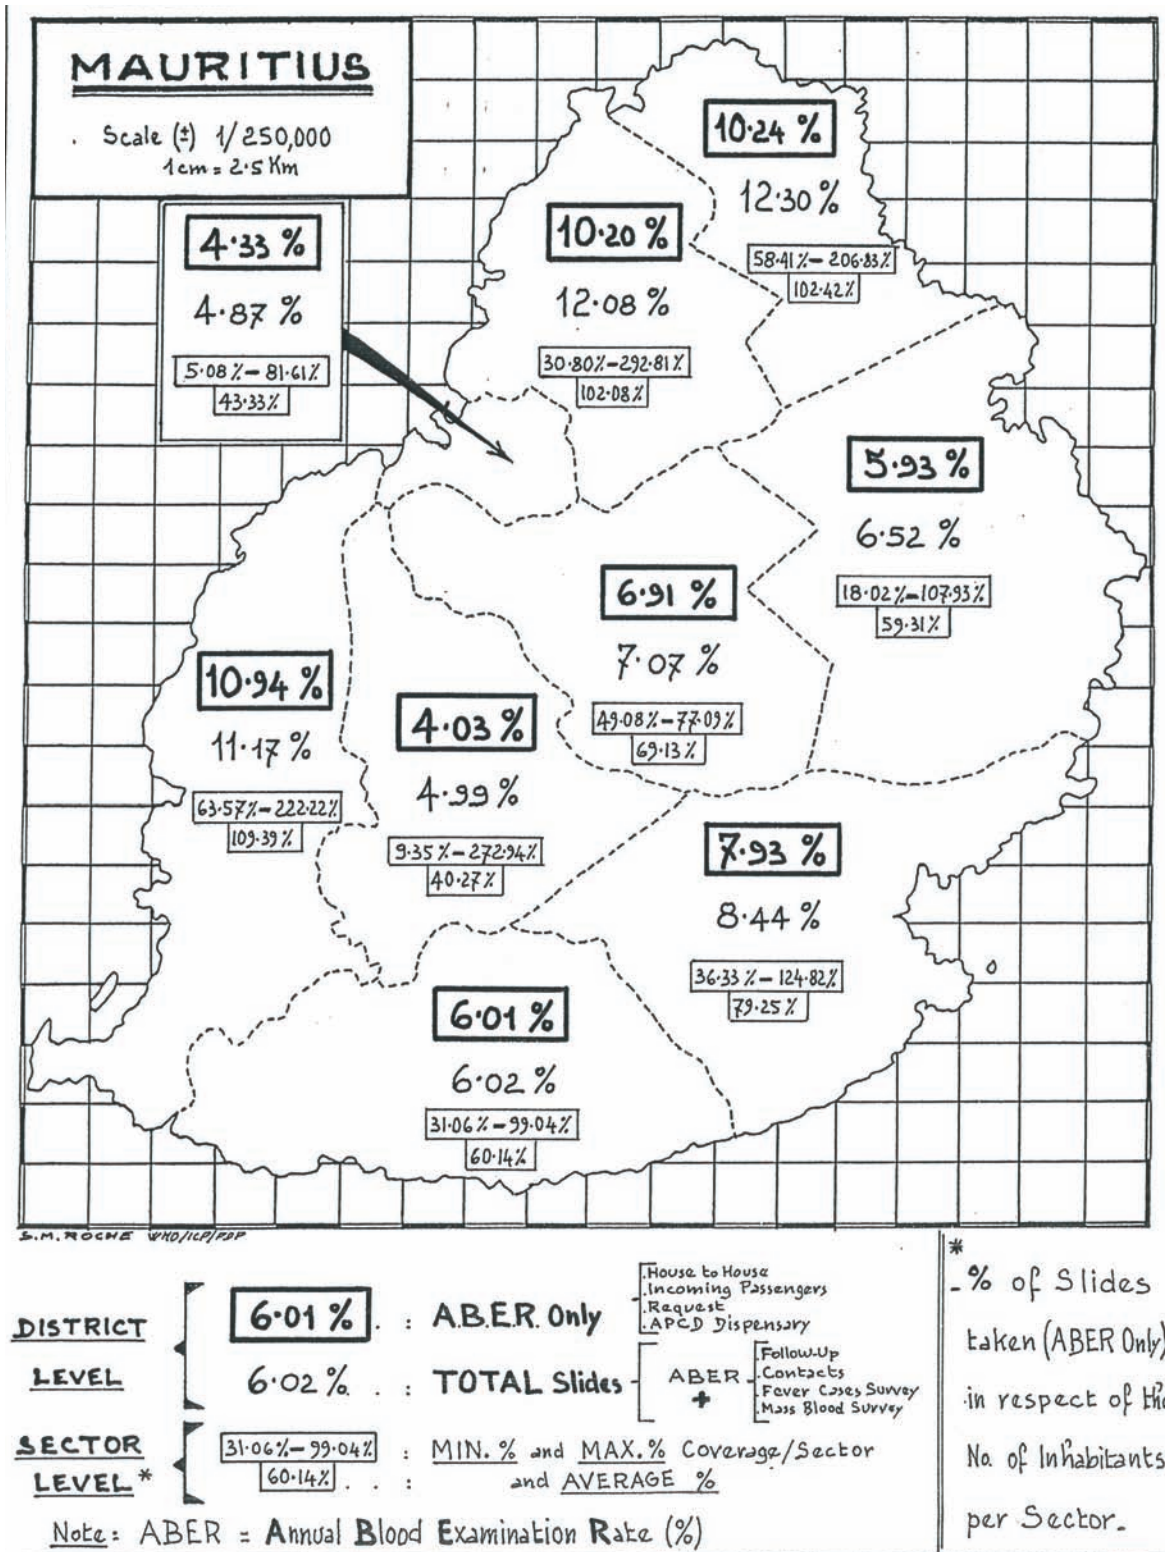 MAURITIUS
Scale (±) 1/250,000
1cm = 2.5 Km
10.24 %
12.30 %
58.41% – 206.83%
102.42%
4.33 %
4.87 %
5.08% – 81.61%
43.33%
10.20 %
12.08 %
30.80% – 292.81%
102.08%
5.93 %
6.52 %
18.02% – 107.93%
59.31%
6.91 %
7.07 %
49.08% – 77.09%
69.13%
10.94 %
11.17 %
63.57% – 222.22%
109.39%
4.03 %
4.99 %
9.35% – 272.94%
40.27%
7.93 %
8.44 %
36.33% – 124.82%
79.25%
6.01 %
6.02 %
31.06% – 99.04%
60.14%
S.M. ROCHE WHO/ICP/PDP
DISTRICT
LEVEL
6.01 % . : A.B.E.R. Only
.House to House
.Incoming Passengers
.Request
.APCD Dispensary
6.02 % . . : TOTAL Slides
ABER
+
.Follow-Up
.Contacts
.Fever Cases Survey
.Mass Blood Survey
SECTOR
LEVEL *
31.06% – 99.04% : MIN. % and MAX. % Coverage/Sector
60.14% . . : and AVERAGE %
Note: ABER = Annual Blood Examination Rate (%)
*
- % of Slides
taken (ABER Only)
in respect of the
No. of Inhabitants
per Sector.